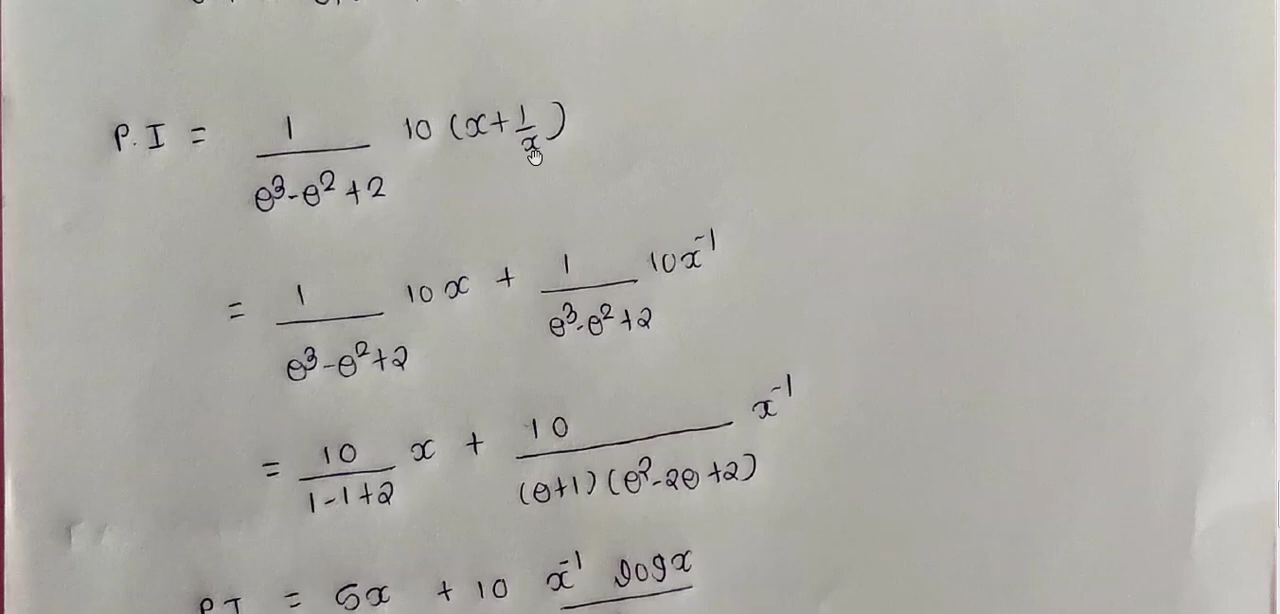 P.I = 1/(θ³-θ²+2) 10 (x+1/x)
= 1/(θ³-θ²+2) 10x + 1/(θ³-θ²+2) 10x⁻¹
= 10/(1-1+2) x + 10/((θ+1)(θ²-2θ+2)) x⁻¹
P.I = 5x + 10 x⁻¹ logx